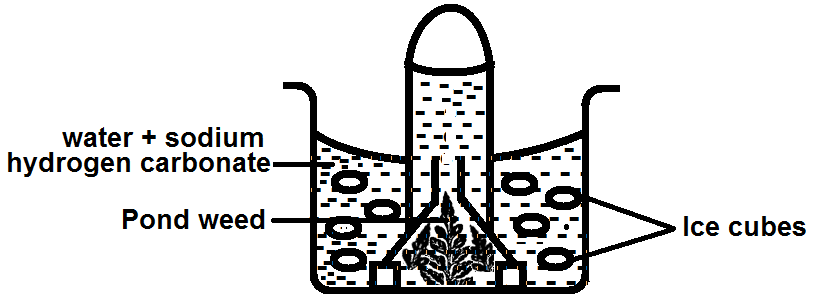 water + sodium
hydrogen carbonate
Pond weed
Ice cubes